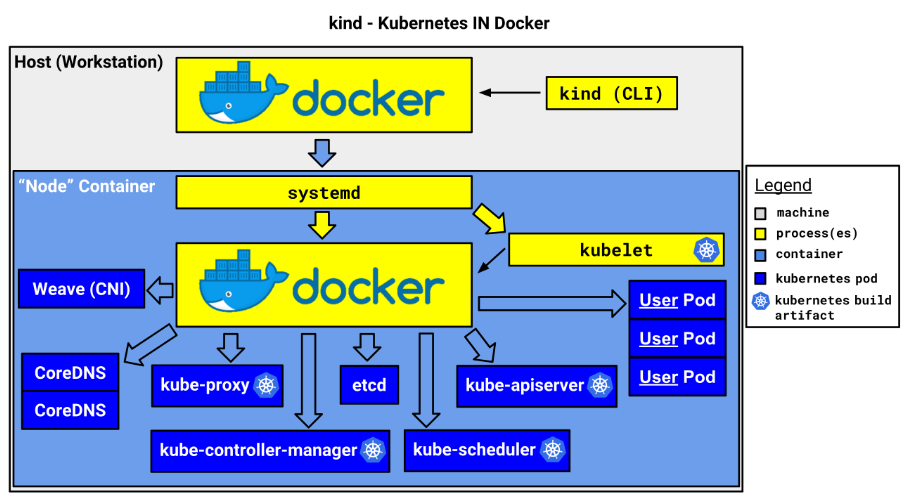 kind - Kubernetes IN Docker
Host (Workstation)
docker
kind (CLI)
“Node” Container
systemd
docker
kubelet
Weave (CNI)
User Pod
User Pod
User Pod
CoreDNS
CoreDNS
kube-proxy
etcd
kube-apiserver
kube-controller-manager
kube-scheduler
Legend
machine
process(es)
container
kubernetes pod
kubernetes build
artifact